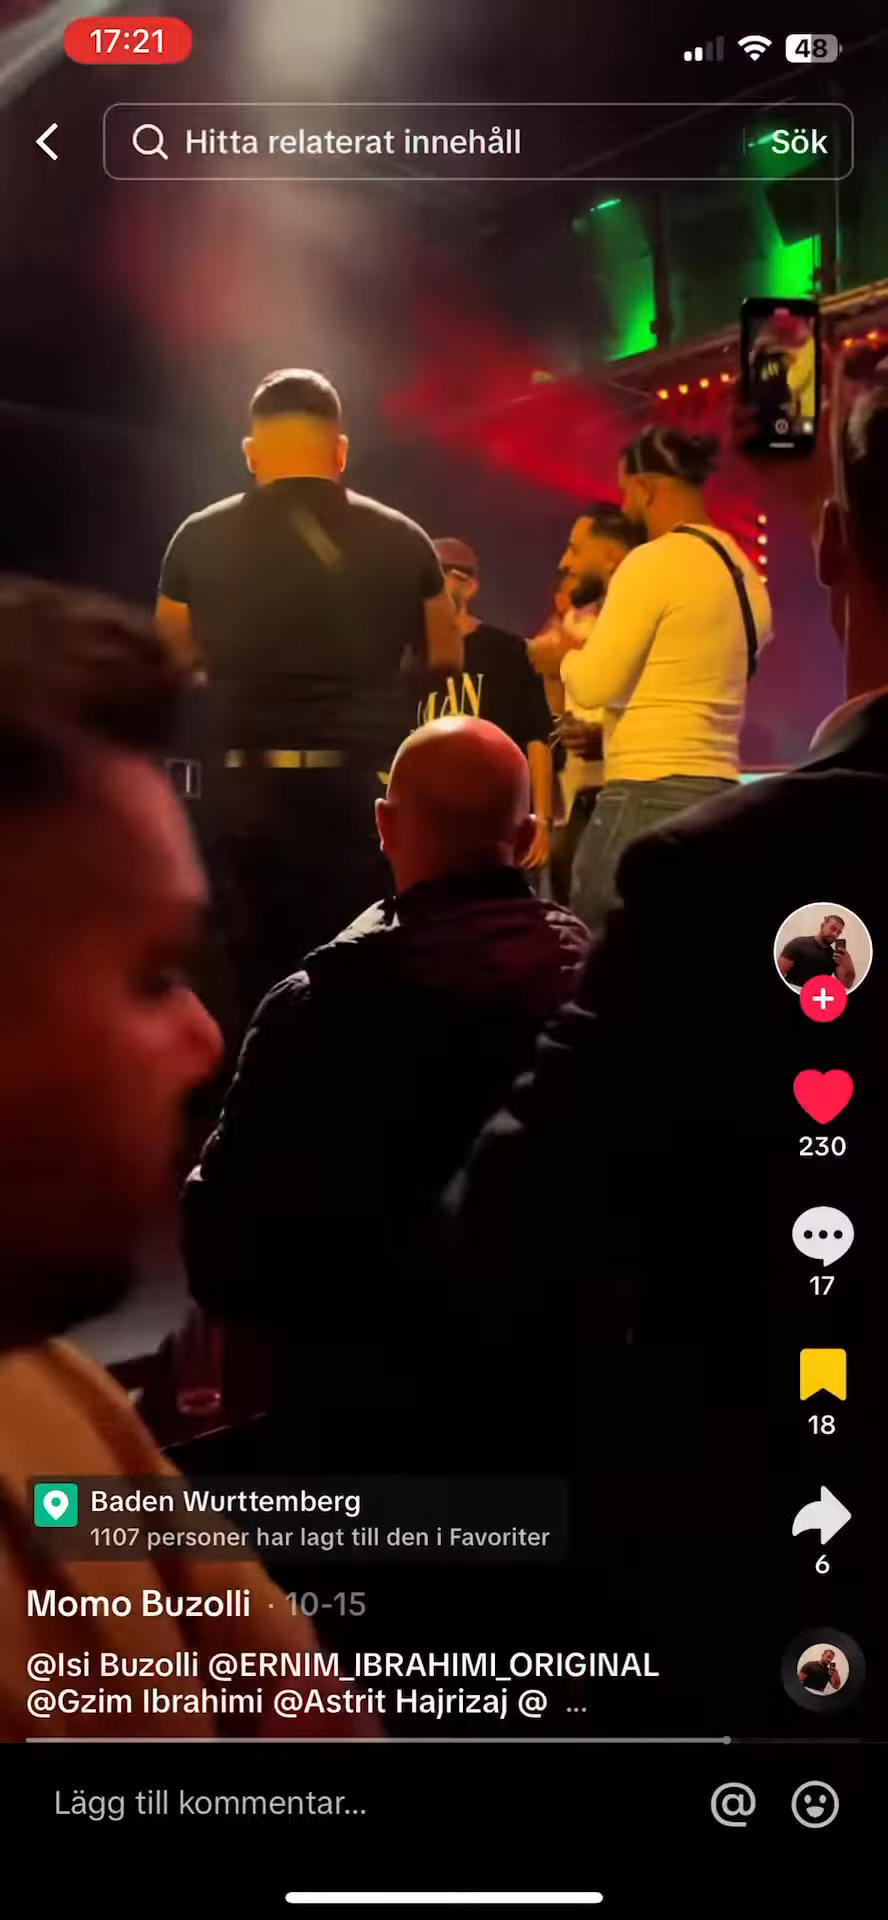 17:21
48
Hitta relaterat innehåll
Sök
230
17
18
Baden Wurttemberg
1107 personer har lagt till den i Favoriter
6
Momo Buzolli · 10-15
@Isi Buzolli @ERNIM_IBRAHIMI_ORIGINAL
@Gzim Ibrahimi @Astrit Hajrizaj @ ...
Lägg till kommentar...